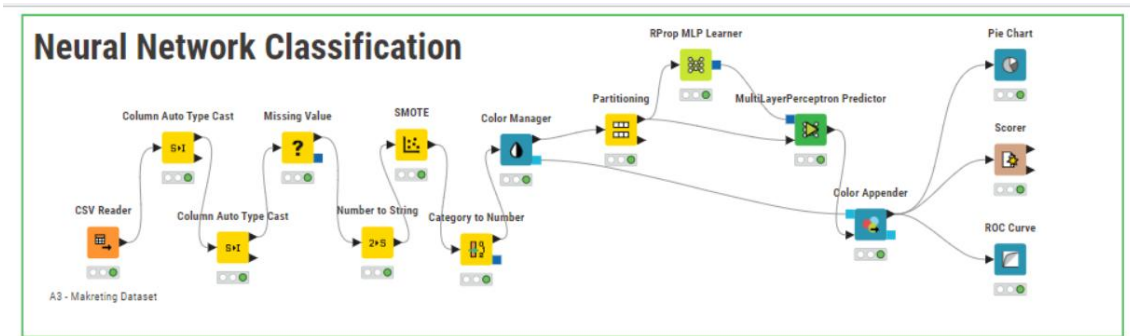 Neural Network Classification
RProp MLP Learner
Pie Chart
Column Auto Type Cast
Missing Value
SMOTE
Color Manager
Partitioning
MultiLayerPerceptron Predictor
Scorer
CSV Reader
Column Auto Type Cast
Number to String
Category to Number
Color Appender
ROC Curve
S▸I
?
S▸I
2▸S
A3 - Makreting Dataset